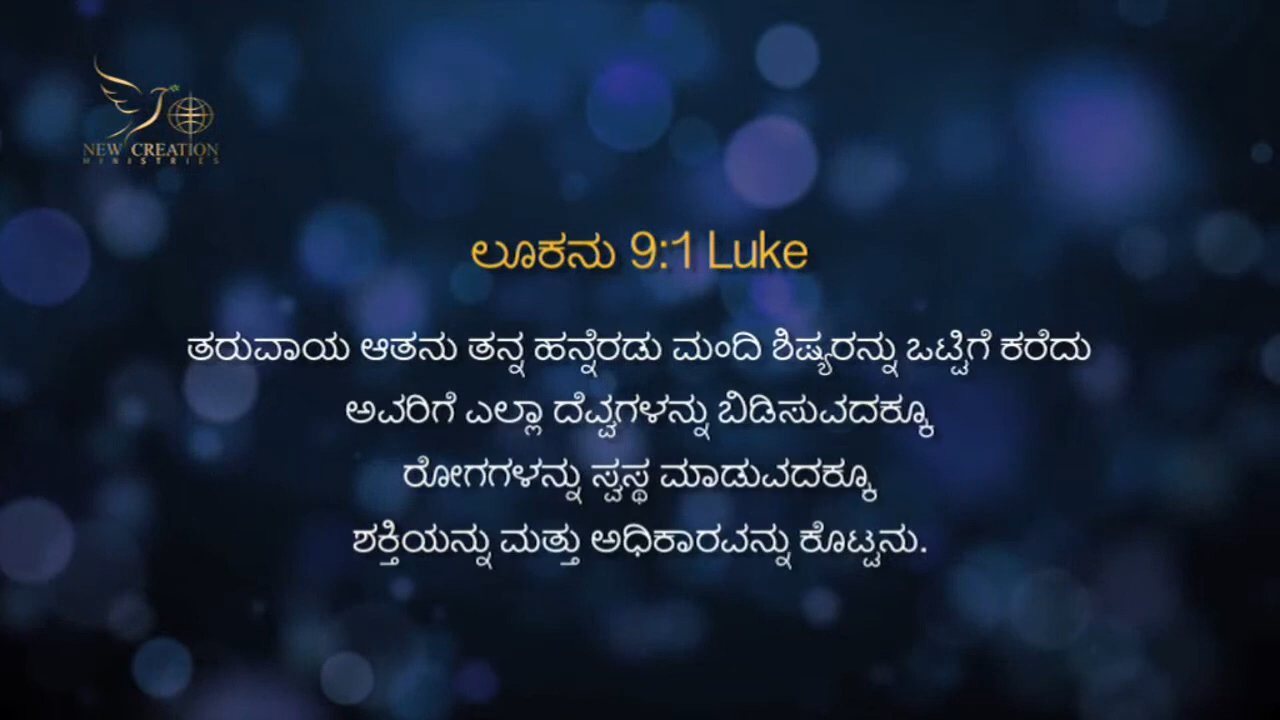 NEW CREATION
MINISTRIES
ಲೂಕನು 9:1 Luke
ತರುವಾಯ ಆತನು ತನ್ನ ಹನ್ನೆರಡು ಮಂದಿ ಶಿಷ್ಯರನ್ನು ಒಟ್ಟಿಗೆ ಕರೆದು
ಅವರಿಗೆ ಎಲ್ಲಾ ದೆವ್ವಗಳನ್ನು ಬಿಡಿಸುವದಕ್ಕೂ
ರೋಗಗಳನ್ನು ಸ್ವಸ್ಥ ಮಾಡುವದಕ್ಕೂ
ಶಕ್ತಿಯನ್ನು ಮತ್ತು ಅಧಿಕಾರವನ್ನು ಕೊಟ್ಟನು.